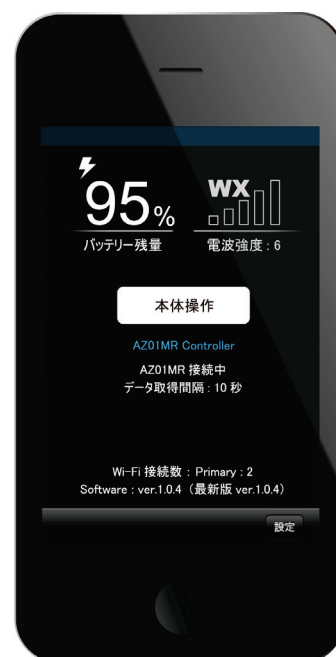 95%
バッテリー残量
WX
電波強度 : 6
本体操作
AZ01MR Controller
AZ01MR 接続中
データ取得間隔 : 10 秒
Wi-Fi 接続数 : Primary : 2
Software : ver.1.0.4（最新版 ver.1.0.4）
設定